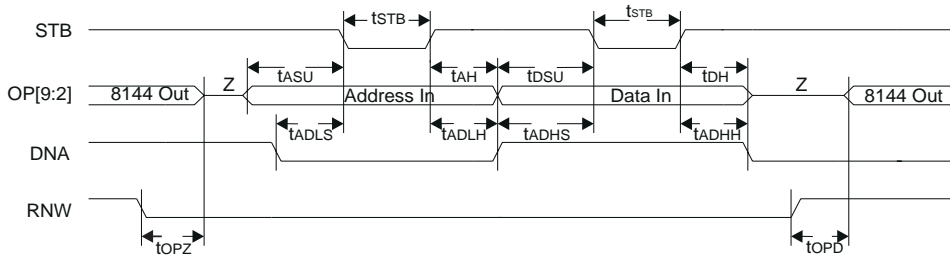 tSTB tSTB
STB
tASU tAH tDSU tDH
OP[9:2] 8144 Out Z Address In Data In Z 8144 Out
tADLS tADLH tADHS tADHH
DNA
RNW
tOPZ tOPD